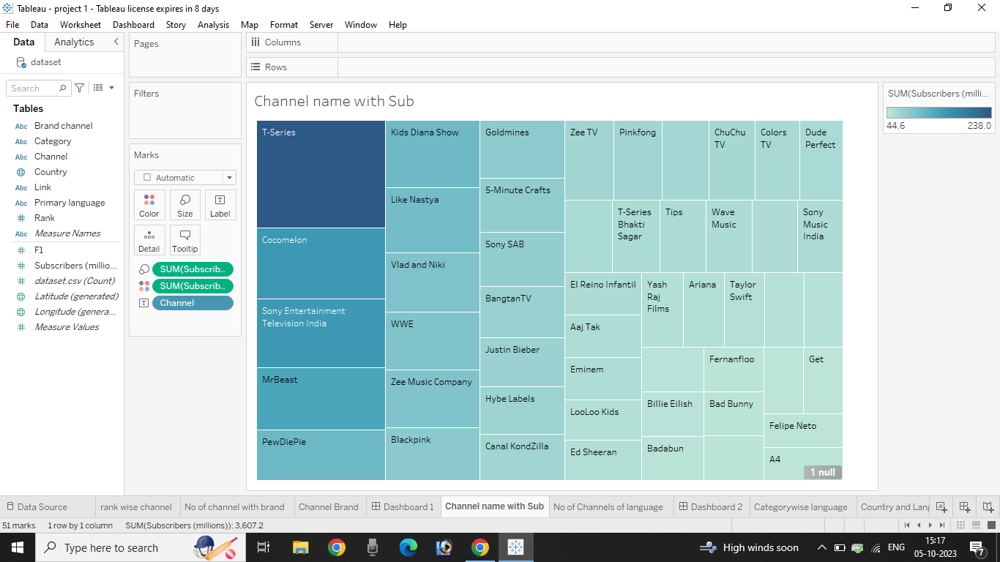 Tableau - project 1 - Tableau license expires in 8 days
File Data Worksheet Dashboard Story Analysis Map Format Server Window Help
Data Analytics
dataset
Search
Tables
Abc Brand channel
Abc Category
Abc Channel
Country
Abc Link
Abc Primary language
# Rank
Abc Measure Names
# F1
# Subscribers (millio...
# dataset.csv (Count)
Latitude (generated)
Longitude (genera...
# Measure Values
Pages
Filters
Marks
Automatic
Color Size Label
Detail Tooltip
SUM(Subscrib..
SUM(Subscrib..
Channel
Columns
Rows
Channel name with Sub
T-Series
Cocomelon
Sony Entertainment
Television India
MrBeast
PewDiePie
Kids Diana Show
Like Nastya
Vlad and Niki
WWE
Zee Music Company
Blackpink
Goldmines
5-Minute Crafts
Sony SAB
BangtanTV
Justin Bieber
Hybe Labels
Canal KondZilla
Zee TV
Pinkfong
ChuChu
TV
Colors
TV
Dude
Perfect
T-Series
Bhakti
Sagar
Tips
Wave
Music
Sony
Music
India
El Reino Infantil
Aaj Tak
Eminem
LooLoo Kids
Ed Sheeran
Yash
Raj
Films
Ariana
Taylor
Swift
Fernanfloo
Get
Billie Eilish
Bad Bunny
Badabun
Felipe Neto
A4
1 null
SUM(Subscribers (milli...
44.6 238.0
Data Source
rank wise channel
No of channel with brand
Channel Brand
Dashboard 1
Channel name with Sub
No of Channels of language
Dashboard 2
Categorywise language
Country and Lang
51 marks 1 row by 1 column SUM(Subscribers (millions)): 3,607.2
Type here to search
High winds soon
ENG
15:17
05-10-2023
7